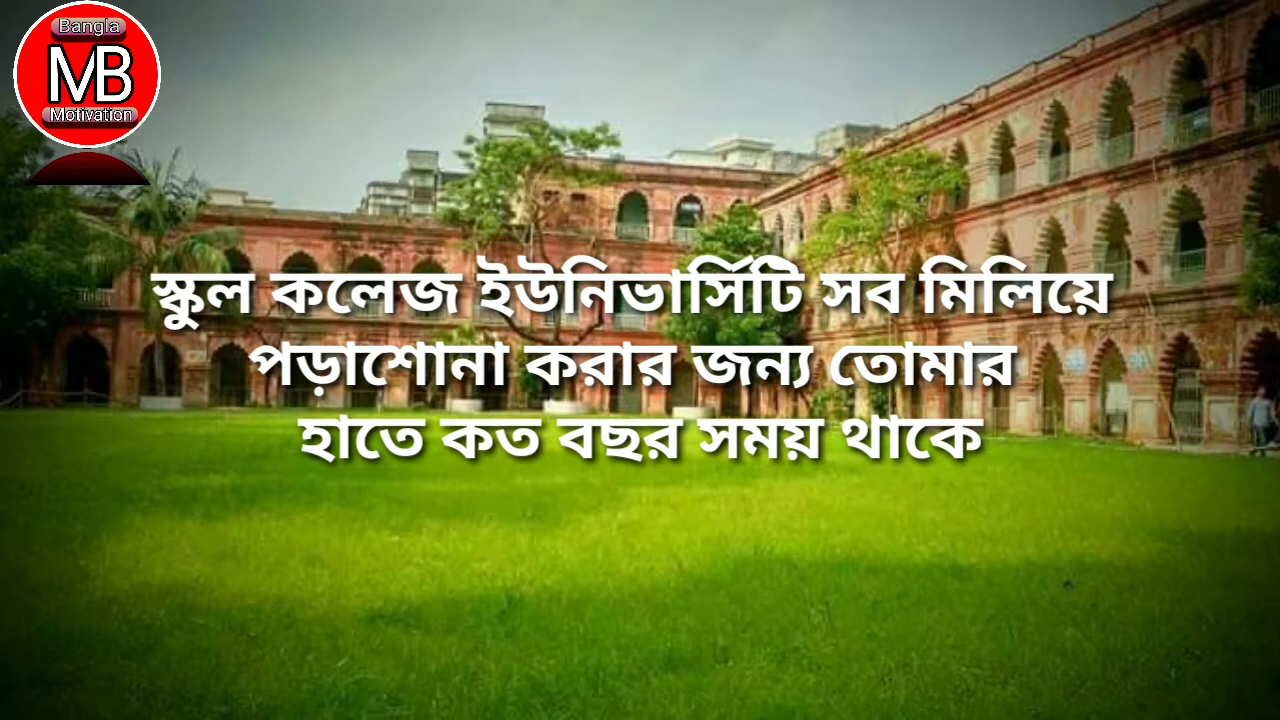 Bangla
MB
Motivation
স্কুল কলেজ ইউনিভার্সিটি সব মিলিয়ে
পড়াশোনা করার জন্য তোমার
হাতে কত বছর সময় থাকে